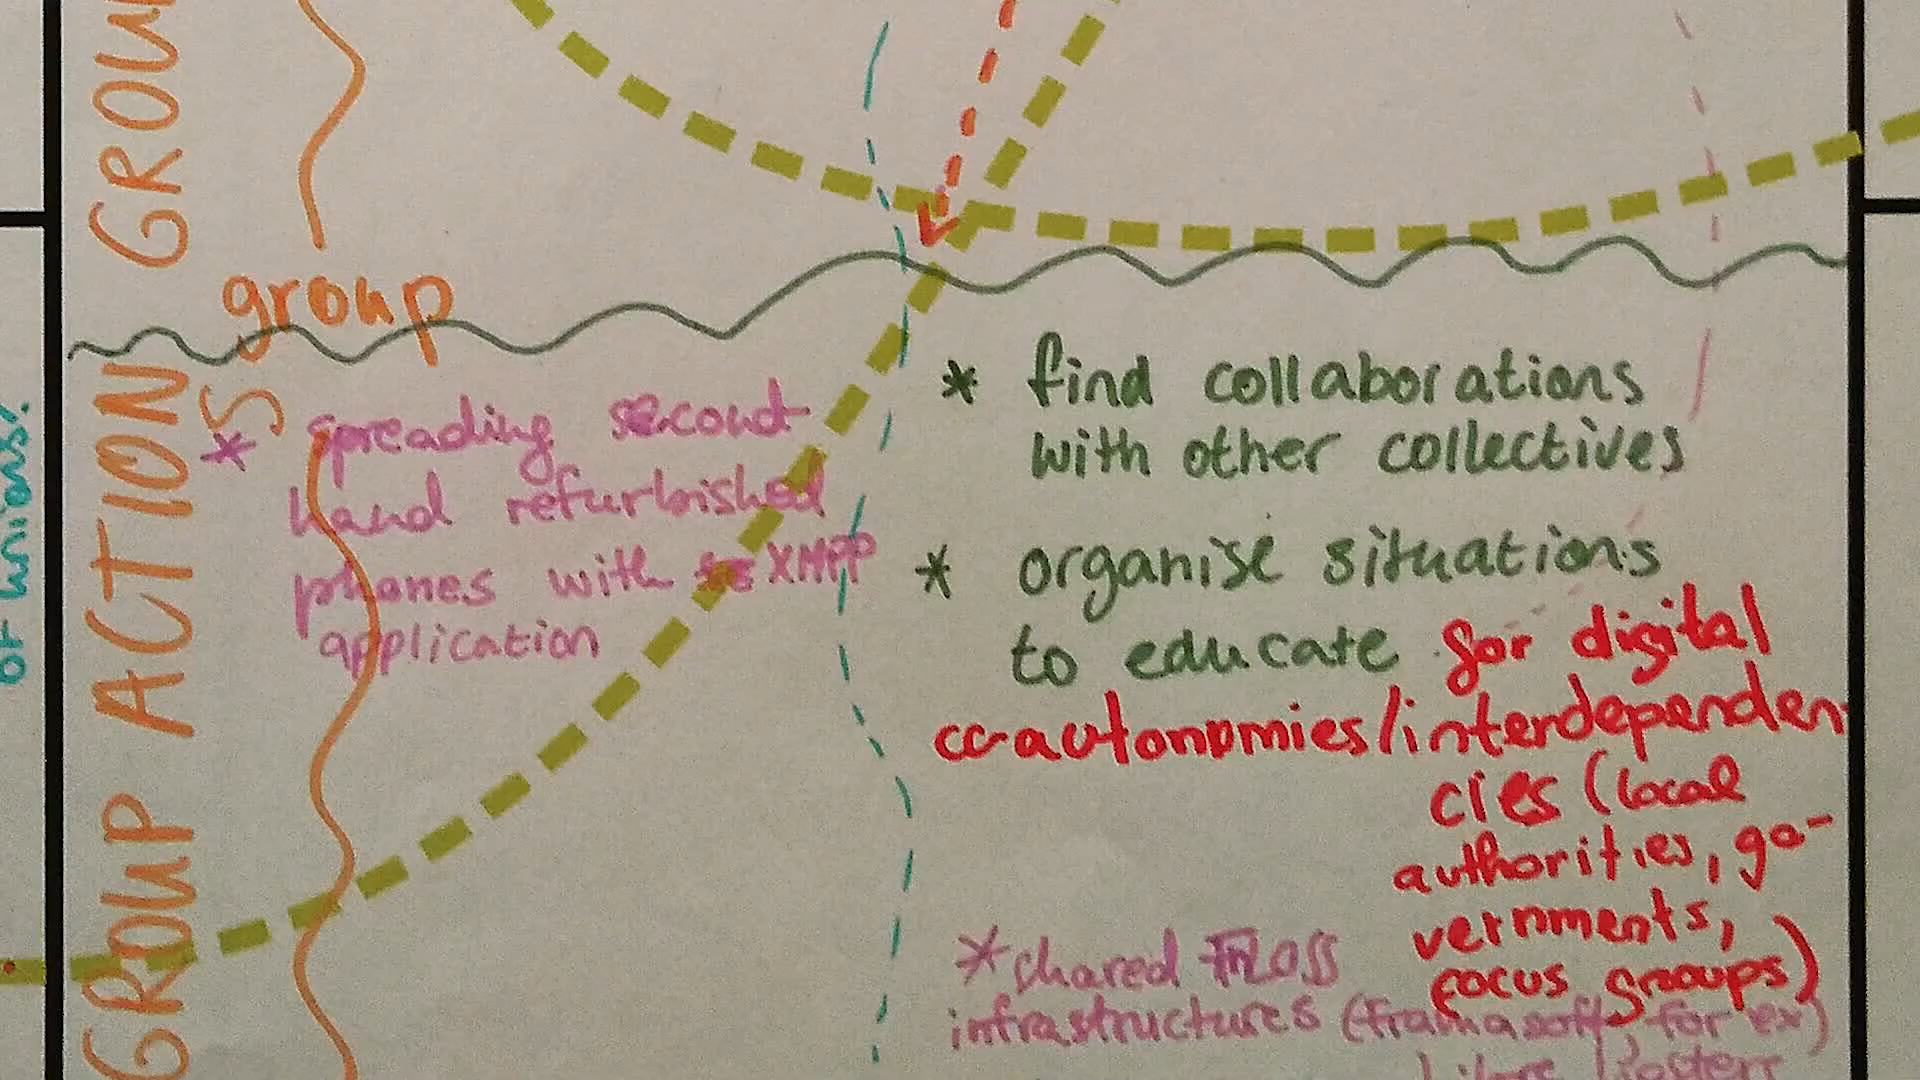 GROUP
group
GROUP ACTION
GROUP
of unions.
* spreading second
hand refurbished
phones with XMPP
application
* find collaborations
with other collectives
* organise situations
to educate for digital
co-autonomies/interdependen-
cies (local
authorities, go-
vernments,
focus groups)
* shared FLOSS
infrastructures (framasoft for ex)